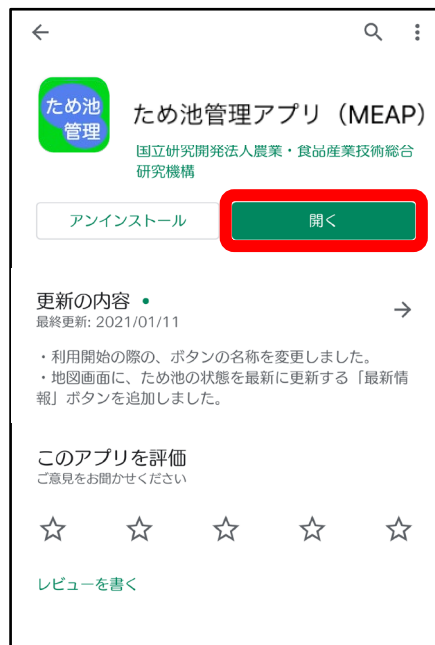 ため池
管理
ため池管理アプリ（MEAP）
国立研究開発法人農業・食品産業技術総合
研究機構
アンインストール
開く
更新の内容
最終更新: 2021/01/11
・利用開始の際の、ボタンの名称を変更しました。
・地図画面に、ため池の状態を最新に更新する「最新情
報」ボタンを追加しました。
このアプリを評価
ご意見をお聞かせください
レビューを書く